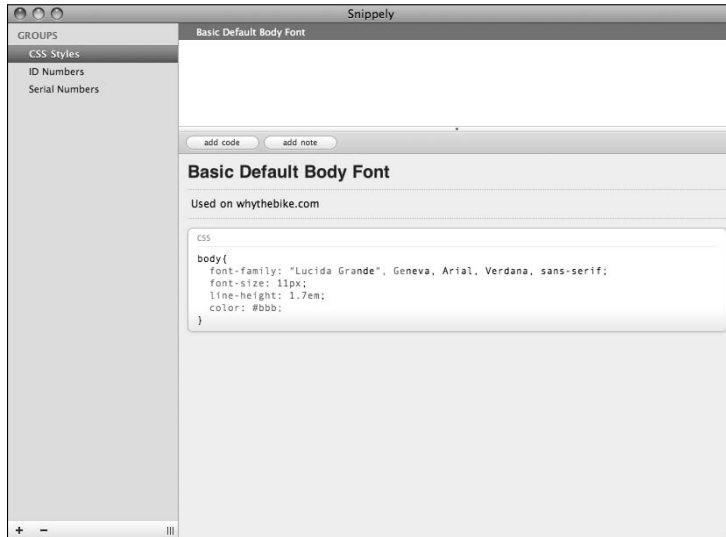 Snippely
GROUPS
CSS Styles
ID Numbers
Serial Numbers
Basic Default Body Font
add code
add note
Basic Default Body Font
Used on whythebike.com
CSS
body{
font-family: "Lucida Grande", Geneva, Arial, Verdana, sans-serif;
font-size: 11px;
line-height: 1.7em;
color: #bbb;
}
+ −